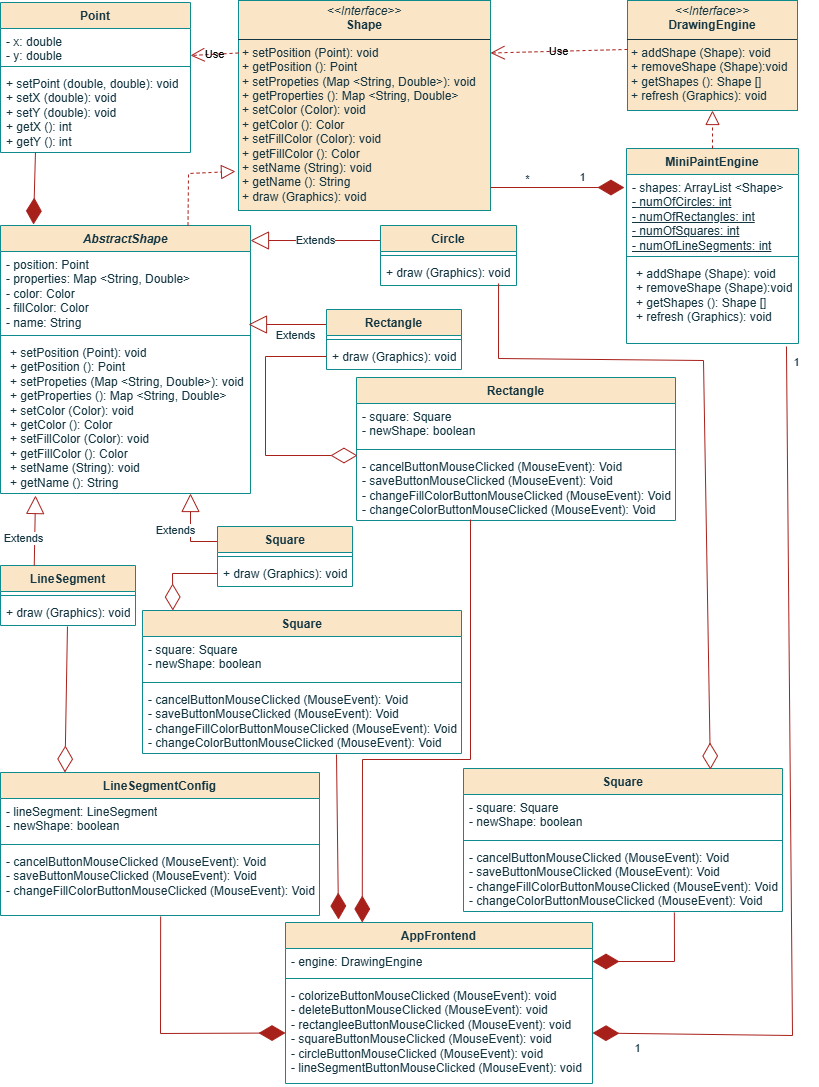 Point
- x: double
- y: double
+ setPoint (double, double): void
+ setX (double): void
+ setY (double): void
+ getX (): int
+ getY (): int
Use
<<Interface>>
Shape
+ setPosition (Point): void
+ getPosition (): Point
+ setPropeties (Map <String, Double>): void
+ getProperties (): Map <String, Double>
+ setColor (Color): void
+ getColor (): Color
+ setFillColor (Color): void
+ getFillColor (): Color
+ setName (String): void
+ getName (): String
+ draw (Graphics): void
Use
<<Interface>>
DrawingEngine
+ addShape (Shape): void
+ removeShape (Shape):void
+ getShapes (): Shape []
+ refresh (Graphics): void
* 1
MiniPaintEngine
- shapes: ArrayList <Shape>
- numOfCircles: int
- numOfRectangles: int
- numOfSquares: int
- numOfLineSegments: int
+ addShape (Shape): void
+ removeShape (Shape):void
+ getShapes (): Shape []
+ refresh (Graphics): void
1
AbstractShape
- position: Point
- properties: Map <String, Double>
- color: Color
- fillColor: Color
- name: String
+ setPosition (Point): void
+ getPosition (): Point
+ setPropeties (Map <String, Double>): void
+ getProperties (): Map <String, Double>
+ setColor (Color): void
+ getColor (): Color
+ setFillColor (Color): void
+ getFillColor (): Color
+ setName (String): void
+ getName (): String
Extends
Circle
+ draw (Graphics): void
Extends
Rectangle
+ draw (Graphics): void
Rectangle
- square: Square
- newShape: boolean
- cancelButtonMouseClicked (MouseEvent): Void
- saveButtonMouseClicked (MouseEvent): Void
- changeFillColorButtonMouseClicked (MouseEvent): Void
- changeColorButtonMouseClicked (MouseEvent): Void
Extends
Extends
Square
+ draw (Graphics): void
LineSegment
+ draw (Graphics): void
Square
- square: Square
- newShape: boolean
- cancelButtonMouseClicked (MouseEvent): Void
- saveButtonMouseClicked (MouseEvent): Void
- changeFillColorButtonMouseClicked (MouseEvent): Void
- changeColorButtonMouseClicked (MouseEvent): Void
LineSegmentConfig
- lineSegment: LineSegment
- newShape: boolean
- cancelButtonMouseClicked (MouseEvent): Void
- saveButtonMouseClicked (MouseEvent): Void
- changeFillColorButtonMouseClicked (MouseEvent): Void
Square
- square: Square
- newShape: boolean
- cancelButtonMouseClicked (MouseEvent): Void
- saveButtonMouseClicked (MouseEvent): Void
- changeFillColorButtonMouseClicked (MouseEvent): Void
- changeColorButtonMouseClicked (MouseEvent): Void
AppFrontend
- engine: DrawingEngine
- colorizeButtonMouseClicked (MouseEvent): void
- deleteButtonMouseClicked (MouseEvent): void
- rectangleeButtonMouseClicked (MouseEvent): void
- squareButtonMouseClicked (MouseEvent): void
- circleButtonMouseClicked (MouseEvent): void
- lineSegmentButtonMouseClicked (MouseEvent): void
1